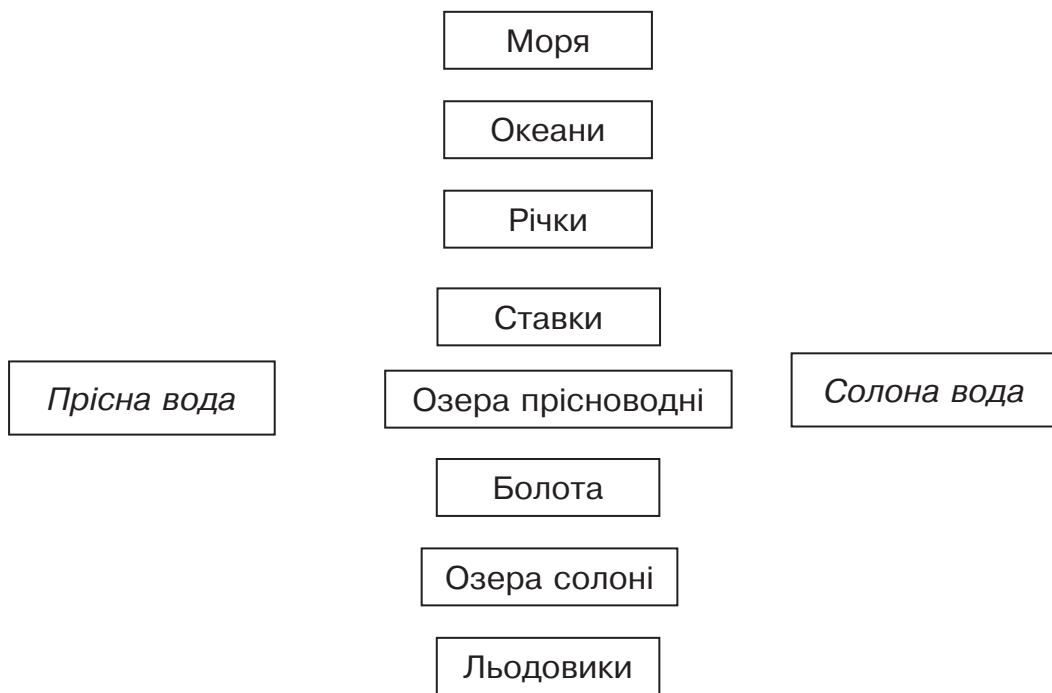 Моря
Океани
Річки
Ставки
Прісна вода
Озера прісноводні
Солона вода
Болота
Озера солоні
Льодовики